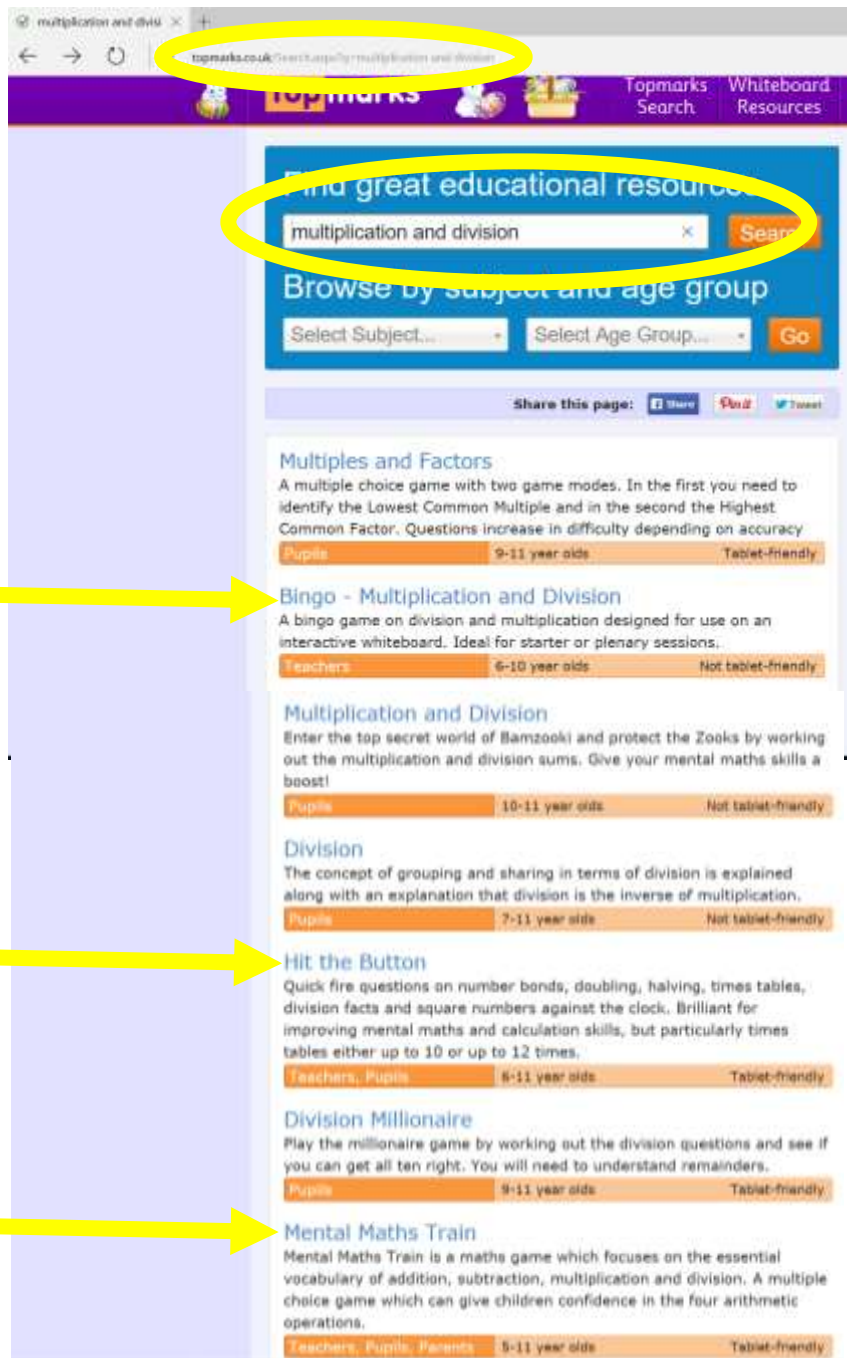 multiplication and divisi
topmarks.co.uk/Search.aspx?q=multiplication and division
Topmarks
Topmarks Search
Whiteboard Resources
Find great educational resources
multiplication and division × Search
Browse by subject and age group
Select Subject... Select Age Group... Go
Share this page: Share Pin it Tweet
Multiples and Factors
A multiple choice game with two game modes. In the first you need to
identify the Lowest Common Multiple and in the second the Highest
Common Factor. Questions increase in difficulty depending on accuracy
Pupils 9-11 year olds Tablet-friendly
Bingo - Multiplication and Division
A bingo game on division and multiplication designed for use on an
interactive whiteboard. Ideal for starter or plenary sessions.
Teachers 6-10 year olds Not tablet-friendly
Multiplication and Division
Enter the top secret world of Bamzooki and protect the Zooks by working
out the multiplication and division sums. Give your mental maths skills a
boost!
Pupils 10-11 year olds Not tablet-friendly
Division
The concept of grouping and sharing in terms of division is explained
along with an explanation that division is the inverse of multiplication.
Pupils 7-11 year olds Not tablet-friendly
Hit the Button
Quick fire questions on number bonds, doubling, halving, times tables,
division facts and square numbers against the clock. Brilliant for
improving mental maths and calculation skills, but particularly times
tables either up to 10 or up to 12 times.
Teachers, Pupils 6-11 year olds Tablet-friendly
Division Millionaire
Play the millionaire game by working out the division questions and see if
you can get all ten right. You will need to understand remainders.
Pupils 9-11 year olds Tablet-friendly
Mental Maths Train
Mental Maths Train is a maths game which focuses on the essential
vocabulary of addition, subtraction, multiplication and division. A multiple
choice game which can give children confidence in the four arithmetic
operations.
Teachers, Pupils, Parents 5-11 year olds Tablet-friendly